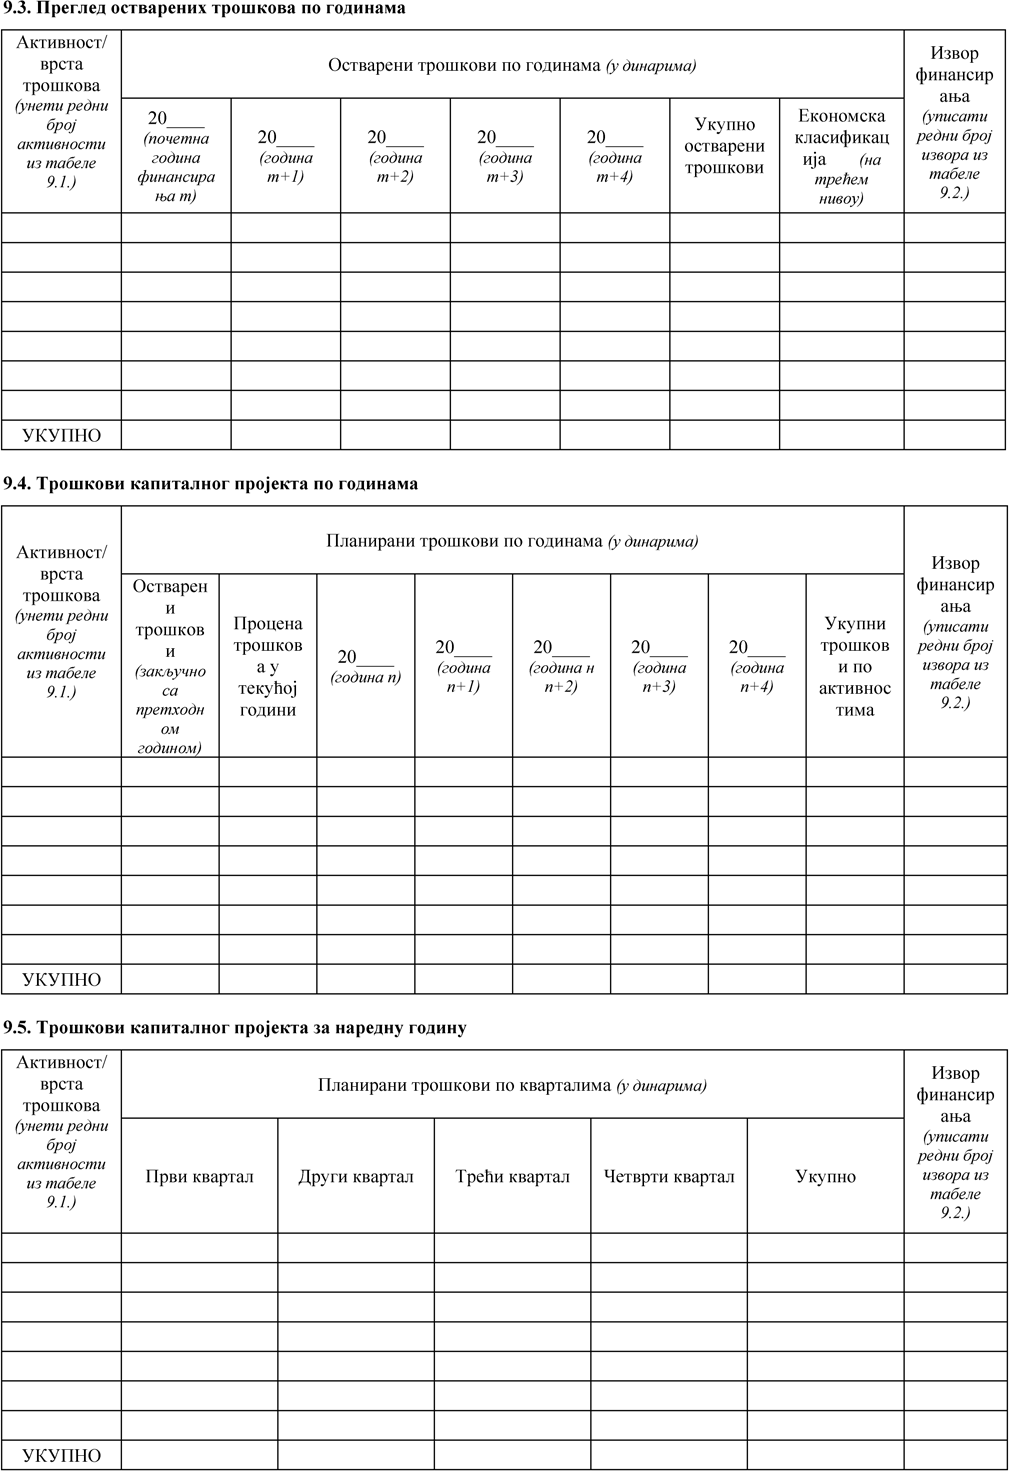 9.3. Преглед остварених трошкова по годинама
Активност/
врста
трошкова
(унети редни
број
активности
из табеле
9.1.)
Остварени трошкови по годинама (у динарима)
20____
(почетна
година
финансира
ња m)
20____
(година
m+1)
20____
(година
m+2)
20____
(година
m+3)
20____
(година
m+4)
Укупно
остварени
трошкови
Економска
класификац
ија (на
трећем
нивоу)
Извор
финансир
ања
(уписати
редни број
извора из
табеле
9.2.)
УКУПНО
9.4. Трошкови капиталног пројекта по годинама
Активност/
врста
трошкова
(унети редни
број
активности
из табеле
9.1.)
Планирани трошкови по годинама (у динарима)
Остварен
и
трошков
и
(закључно
са
претходн
ом
годином)
Процена
трошков
а у
текућој
години
20____
(година n)
20____
(година
n+1)
20____
(година н
n+2)
20____
(година
n+3)
20____
(година
n+4)
Укупни
трошков
и по
активнос
тима
Извор
финансир
ања
(уписати
редни број
извора из
табеле
9.2.)
УКУПНО
9.5. Трошкови капиталног пројекта за наредну годину
Активност/
врста
трошкова
(унети редни
број
активности
из табеле
9.1.)
Планирани трошкови по кварталима (у динарима)
Први квартал
Други квартал
Трећи квартал
Четврти квартал
Укупно
Извор
финансир
ања
(уписати
редни број
извора из
табеле
9.2.)
УКУПНО